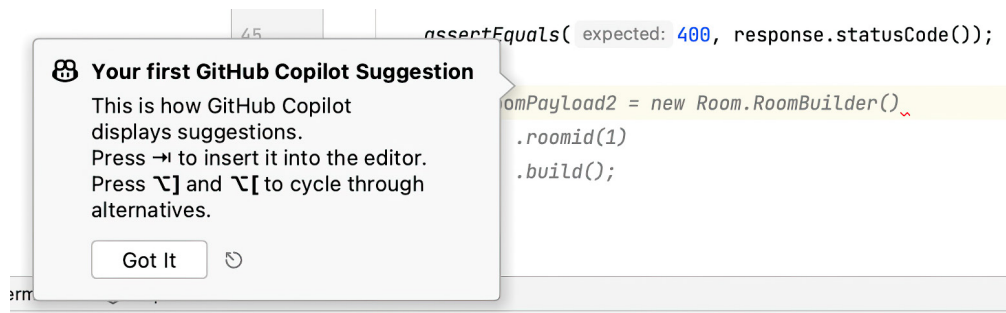 45
assertEquals( expected: 400, response.statusCode());
Your first GitHub Copilot Suggestion
This is how GitHub Copilot
displays suggestions.
Press ⇥ to insert it into the editor.
Press ⌥] and ⌥[ to cycle through
alternatives.
Got It
omPayload2 = new Room.RoomBuilder()
.roomid(1)
.build();
erm